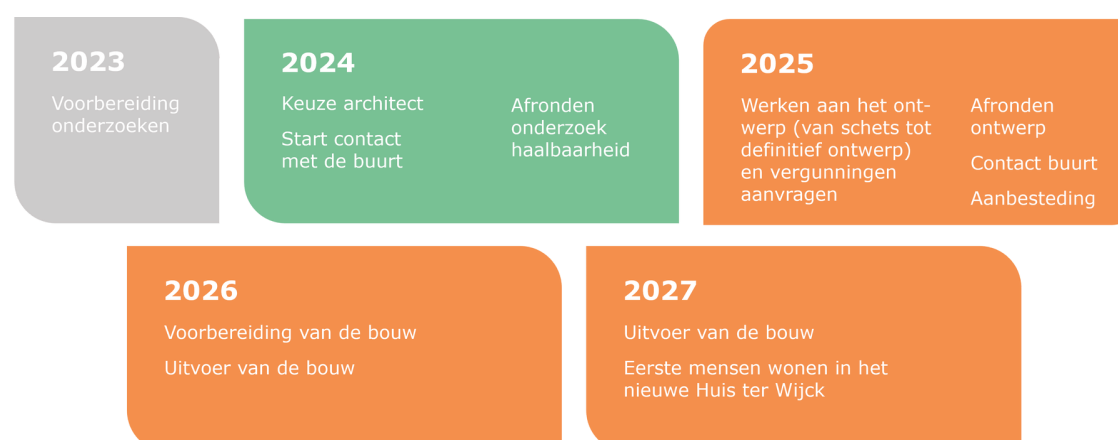 2023
Voorbereiding
onderzoeken
2024
Keuze architect
Start contact
met de buurt
Afronden
onderzoek
haalbaarheid
2025
Werken aan het ont-
werp (van schets tot
definitief ontwerp)
en vergunningen
aanvragen
Afronden
ontwerp
Contact buurt
Aanbesteding
2026
Voorbereiding van de bouw
Uitvoer van de bouw
2027
Uitvoer van de bouw
Eerste mensen wonen in het
nieuwe Huis ter Wijck